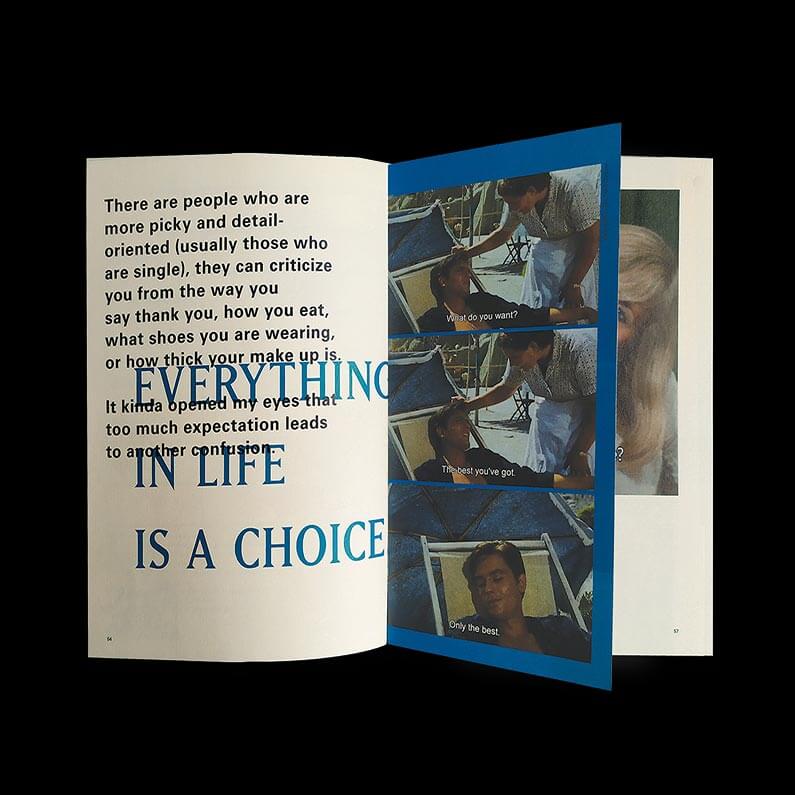 There are people who are
more picky and detail-
oriented (usually those who
are single), they can criticize
you from the way you
say thank you, how you eat,
what shoes you are wearing,
or how thick your make up is.
It kinda opened my eyes that
too much expectation leads
to another confusion.
EVERYTHING
IN LIFE
IS A CHOICE
54
What do you want?
The best you've got.
Only the best.
?
57